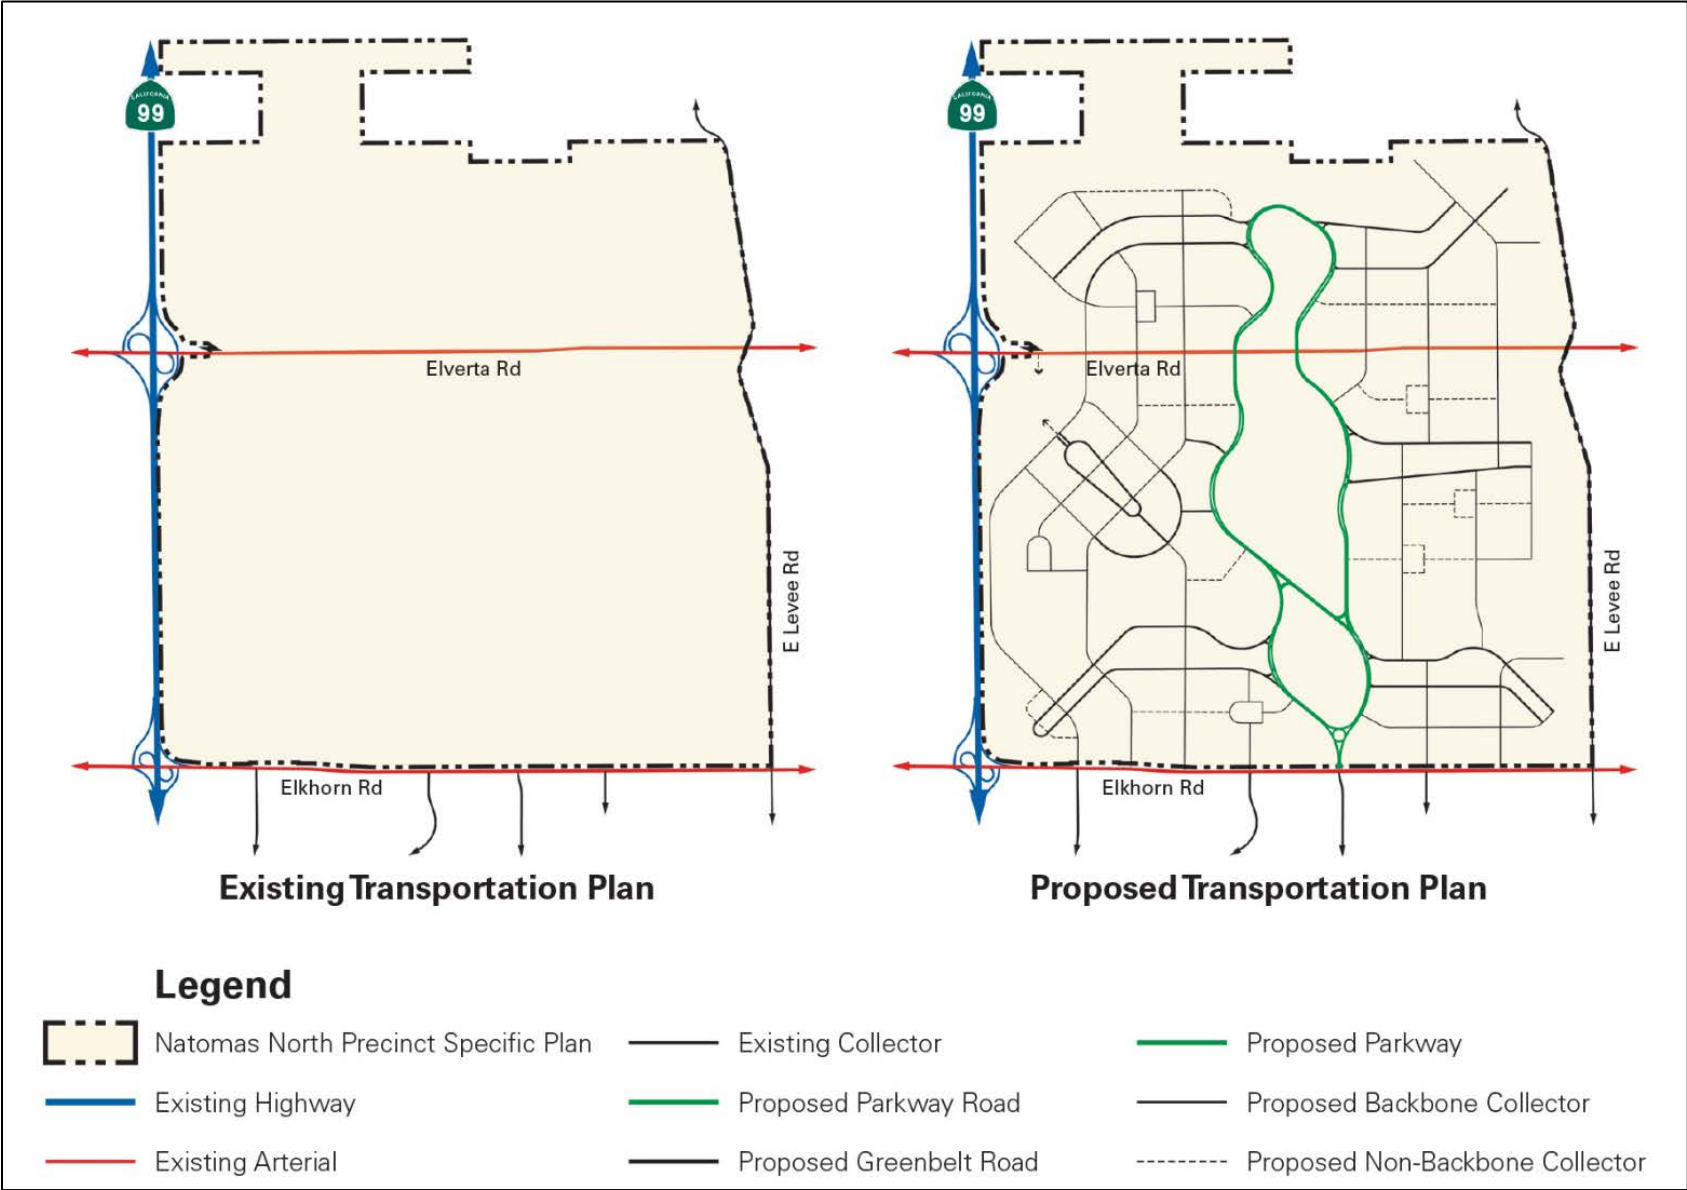 CALIFORNIA
99
Elverta Rd
E Levee Rd
Elkhorn Rd
Existing Transportation Plan
CALIFORNIA
99
Elverta Rd
E Levee Rd
Elkhorn Rd
Proposed Transportation Plan
Legend
Natomas North Precinct Specific Plan
Existing Highway
Existing Arterial
Existing Collector
Proposed Parkway Road
Proposed Greenbelt Road
Proposed Parkway
Proposed Backbone Collector
Proposed Non-Backbone Collector